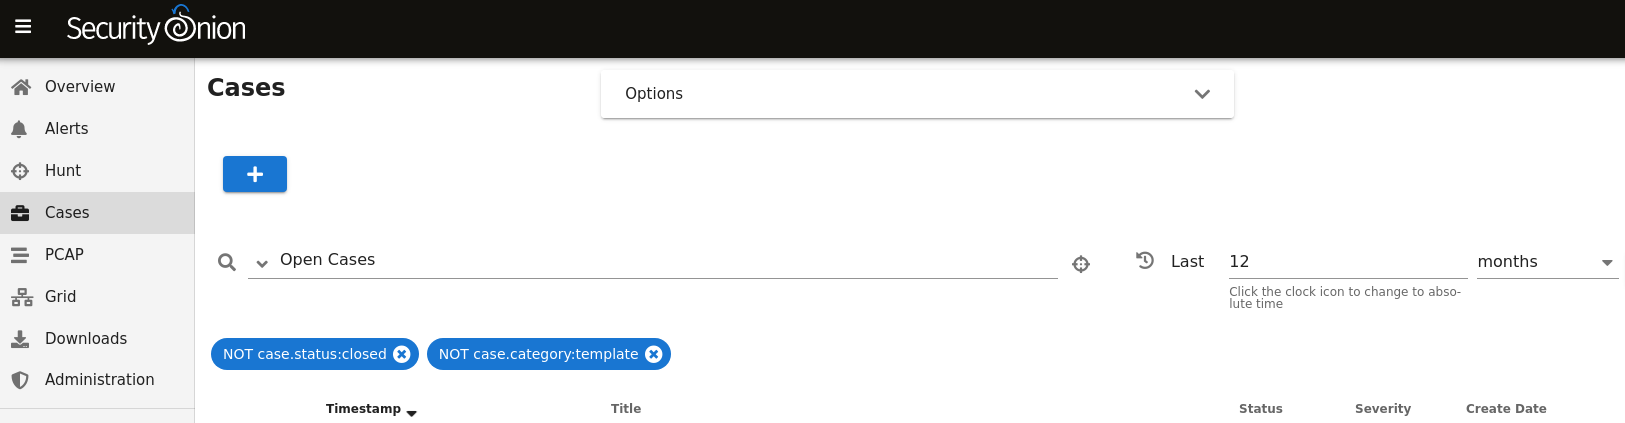 Security Onion
Overview
Alerts
Hunt
Cases
PCAP
Grid
Downloads
Administration
Cases
Options
Open Cases
Last
12
months
Click the clock icon to change to abso-
lute time
NOT case.status:closed
NOT case.category:template
Timestamp
Title
Status
Severity
Create Date